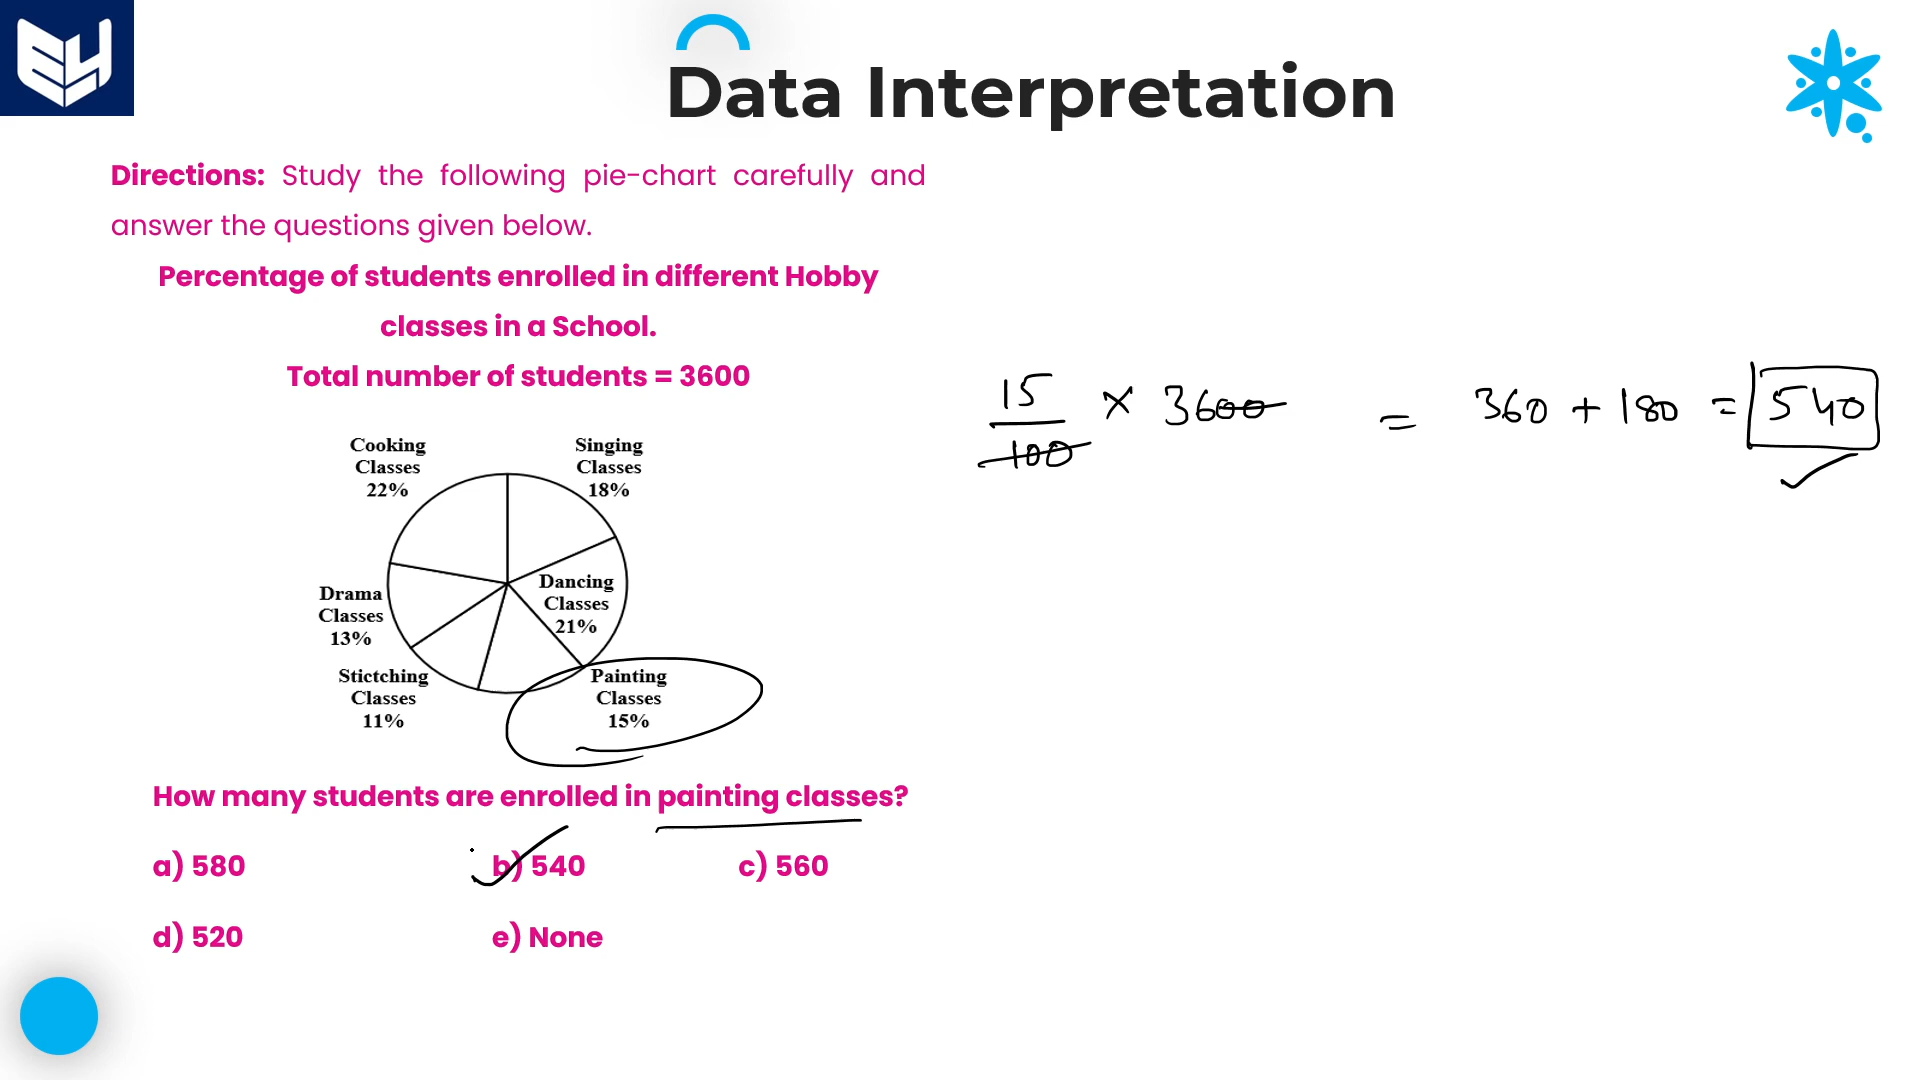 Data Interpretation
Directions: Study the following pie-chart carefully and
answer the questions given below.
Percentage of students enrolled in different Hobby
classes in a School.
Total number of students = 3600
Cooking
Classes
22%
Singing
Classes
18%
Dancing
Classes
21%
Drama
Classes
13%
Stictching
Classes
11%
Painting
Classes
15%
How many students are enrolled in painting classes?
a) 580 b) 540 c) 560
d) 520 e) None
15/100 × 3600 = 360 + 180 = 540